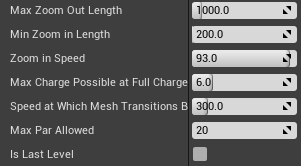 Max Zoom Out Length 1000.0
Min Zoom in Length 200.0
Zoom in Speed 93.0
Max Charge Possible at Full Charge 6.0
Speed at Which Mesh Transitions B 300.0
Max Par Allowed 20
Is Last Level